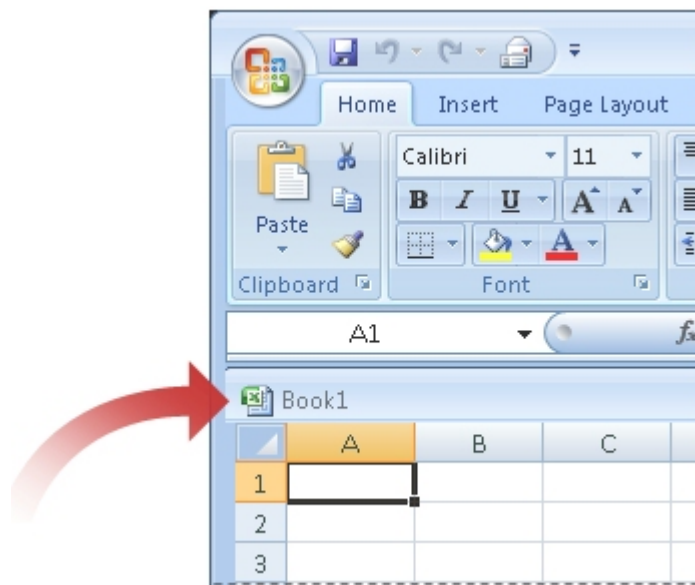 Home Insert Page Layout
Calibri 11
B I U A A
Paste
A
Clipboard Font
A1 fx
Book1
A B C
1
2
3